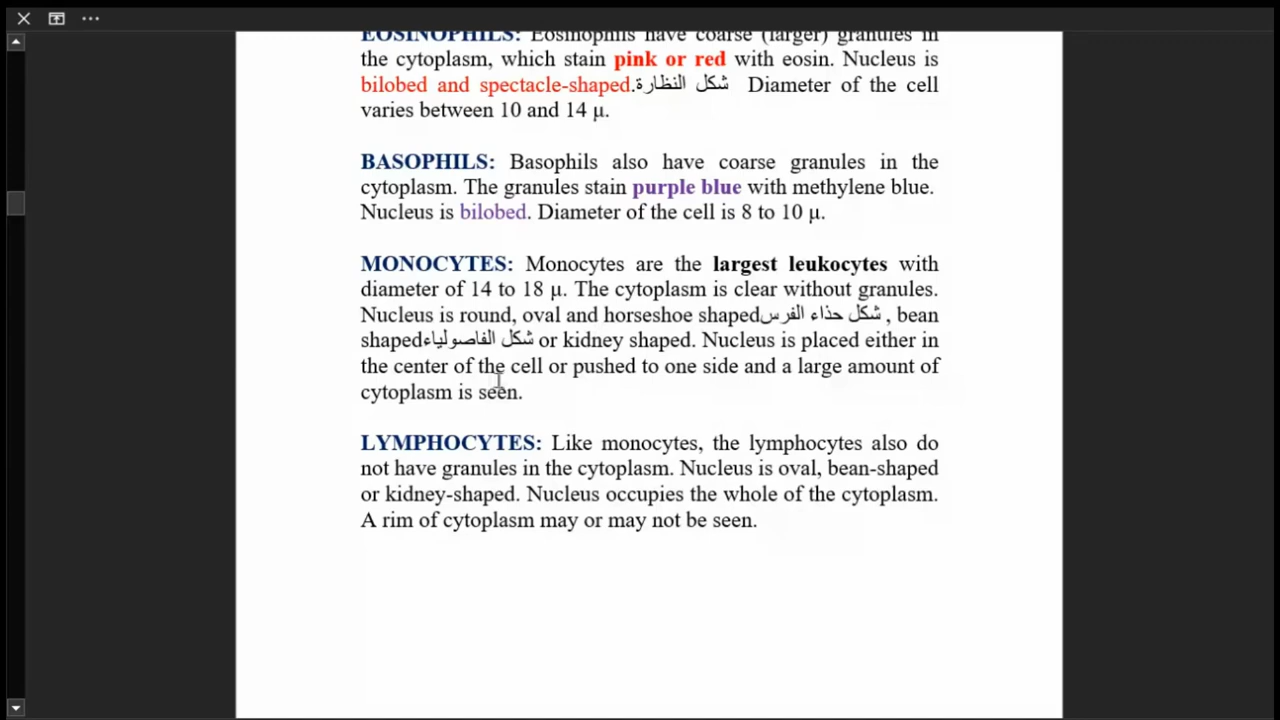 EOSINOPHILS: Eosinophils have coarse (larger) granules in
the cytoplasm, which stain pink or red with eosin. Nucleus is
bilobed and spectacle-shaped.شكل النظارة Diameter of the cell
varies between 10 and 14 μ.
BASOPHILS: Basophils also have coarse granules in the
cytoplasm. The granules stain purple blue with methylene blue.
Nucleus is bilobed. Diameter of the cell is 8 to 10 μ.
MONOCYTES: Monocytes are the largest leukocytes with
diameter of 14 to 18 μ. The cytoplasm is clear without granules.
Nucleus is round, oval and horseshoe shapedشكل حذاء الفرس , bean
shapedشكل الفاصولياء or kidney shaped. Nucleus is placed either in
the center of the cell or pushed to one side and a large amount of
cytoplasm is seen.
LYMPHOCYTES: Like monocytes, the lymphocytes also do
not have granules in the cytoplasm. Nucleus is oval, bean-shaped
or kidney-shaped. Nucleus occupies the whole of the cytoplasm.
A rim of cytoplasm may or may not be seen.